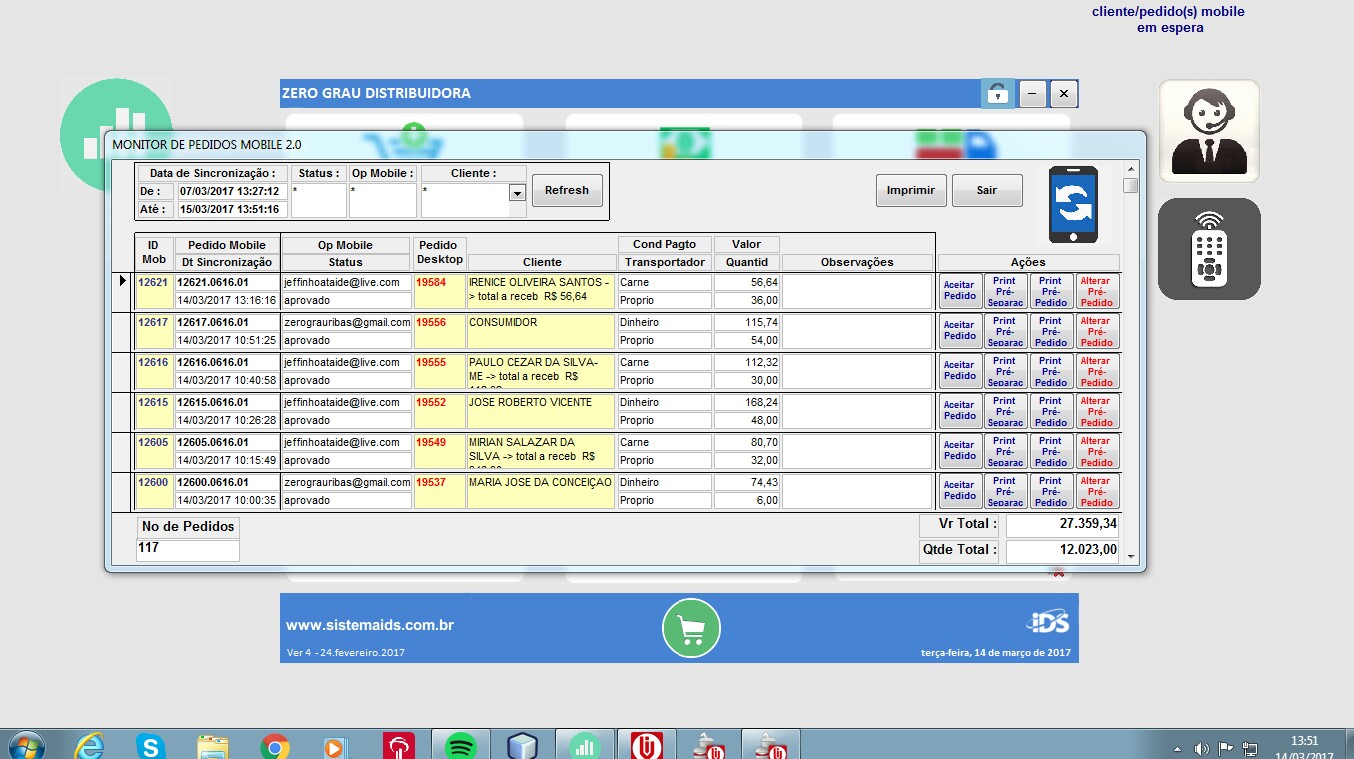 cliente/pedido(s) mobile
em espera
ZERO GRAU DISTRIBUIDORA
MONITOR DE PEDIDOS MOBILE 2.0
Data de Sincronização : Status : Op Mobile : Cliente :
De : 07/03/2017 13:27:12 * * *
Até : 15/03/2017 13:51:16
Refresh
Imprimir
Sair
ID Mob
Pedido Mobile
Dt Sincronização
Op Mobile
Status
Pedido Desktop
Cliente
Cond Pagto
Transportador
Valor
Quantid
Observações
Ações
12621 12621.0616.01 jeffinhoataide@live.com 19584 IRENICE OLIVEIRA SANTOS - Carne 56,64
14/03/2017 13:16:16 aprovado > total a receb R$ 56,64 Proprio 36,00
Aceitar Pedido Print Pré-Separac Print Pré-Pedido Alterar Pré-Pedido
12617 12617.0616.01 zerograuribas@gmail.com 19556 CONSUMIDOR Dinheiro 115,74
14/03/2017 10:51:25 aprovado Proprio 54,00
Aceitar Pedido Print Pré-Separac Print Pré-Pedido Alterar Pré-Pedido
12616 12616.0616.01 jeffinhoataide@live.com 19555 PAULO CEZAR DA SILVA- Carne 112,32
14/03/2017 10:40:58 aprovado ME -> total a receb R$ Proprio 30,00
Aceitar Pedido Print Pré-Separac Print Pré-Pedido Alterar Pré-Pedido
12615 12615.0616.01 jeffinhoataide@live.com 19552 JOSE ROBERTO VICENTE Dinheiro 168,24
14/03/2017 10:26:28 aprovado Proprio 48,00
Aceitar Pedido Print Pré-Separac Print Pré-Pedido Alterar Pré-Pedido
12605 12605.0616.01 jeffinhoataide@live.com 19549 MIRIAN SALAZAR DA Carne 80,70
14/03/2017 10:15:49 aprovado SILVA -> total a receb R$ Proprio 32,00
Aceitar Pedido Print Pré-Separac Print Pré-Pedido Alterar Pré-Pedido
12600 12600.0616.01 zerograuribas@gmail.com 19537 MARIA JOSE DA CONCEIÇAO Dinheiro 74,43
14/03/2017 10:00:35 aprovado Proprio 6,00
Aceitar Pedido Print Pré-Separac Print Pré-Pedido Alterar Pré-Pedido
No de Pedidos
117
Vr Total : 27.359,34
Qtde Total : 12.023,00
www.sistemaids.com.br
iDS
Ver 4 - 24.fevereiro.2017
terça-feira, 14 de março de 2017
13:51
14/03/2017